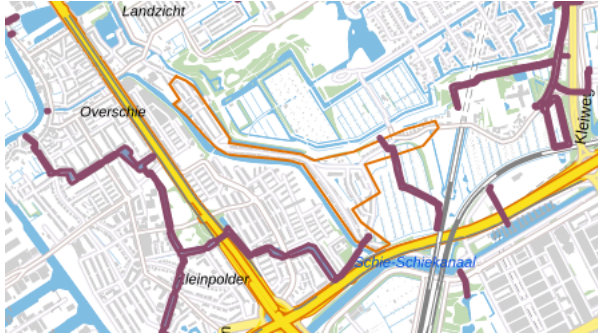 Landzicht
Overschie
Kleiweg
Schie-Schiekanaal
Kleinpolder